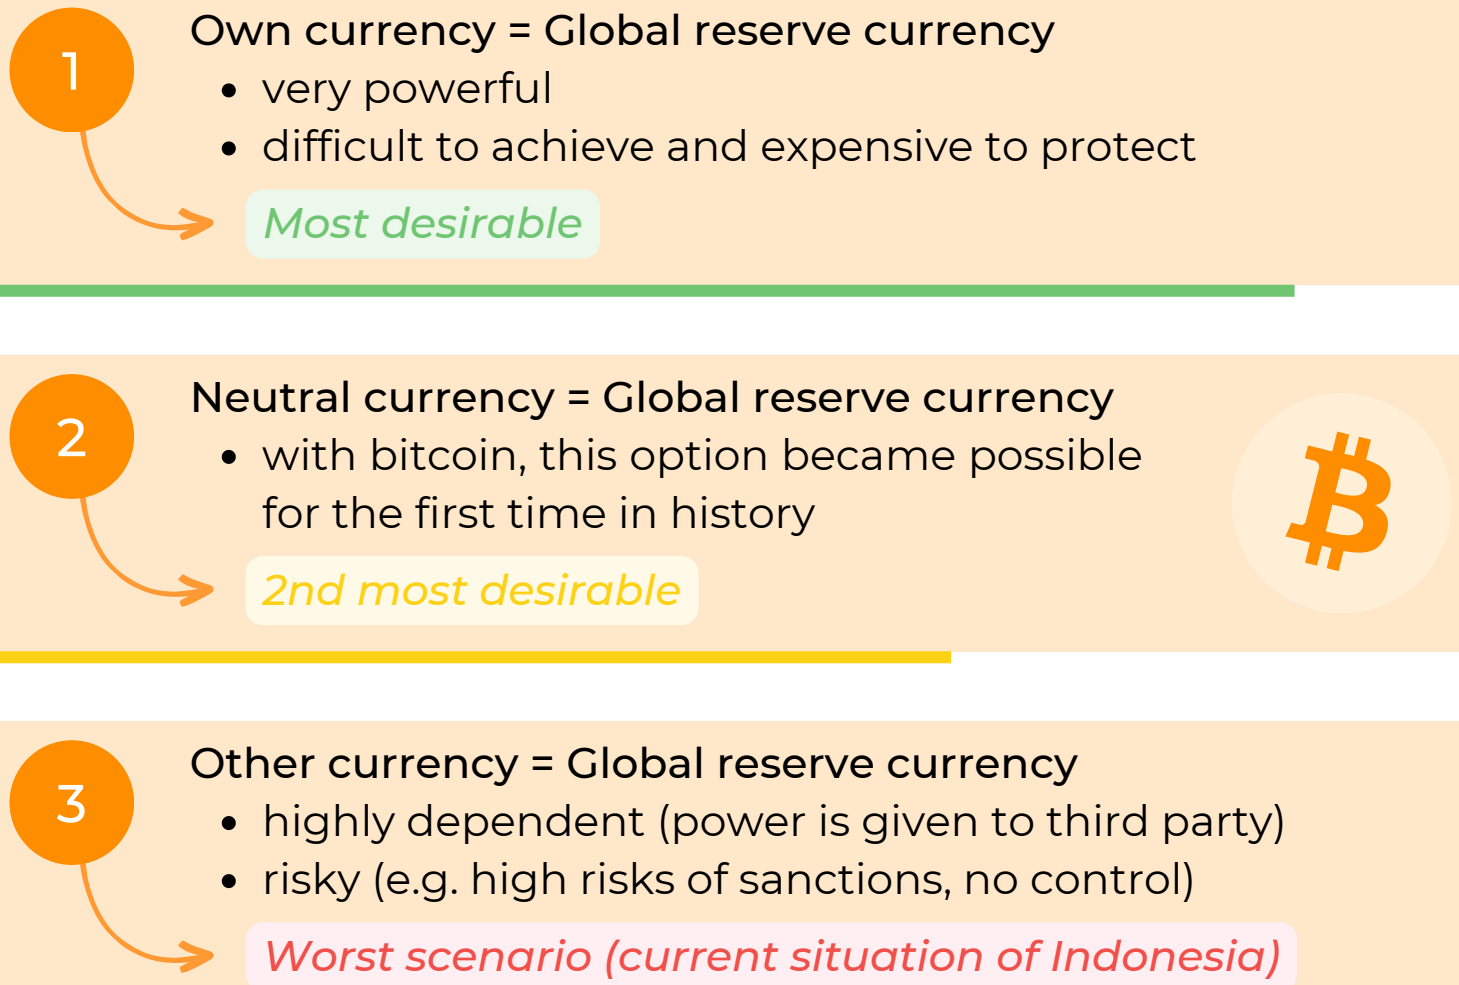 1
Own currency = Global reserve currency
• very powerful
• difficult to achieve and expensive to protect
Most desirable
2
Neutral currency = Global reserve currency
• with bitcoin, this option became possible
for the first time in history
2nd most desirable
3
Other currency = Global reserve currency
• highly dependent (power is given to third party)
• risky (e.g. high risks of sanctions, no control)
Worst scenario (current situation of Indonesia)